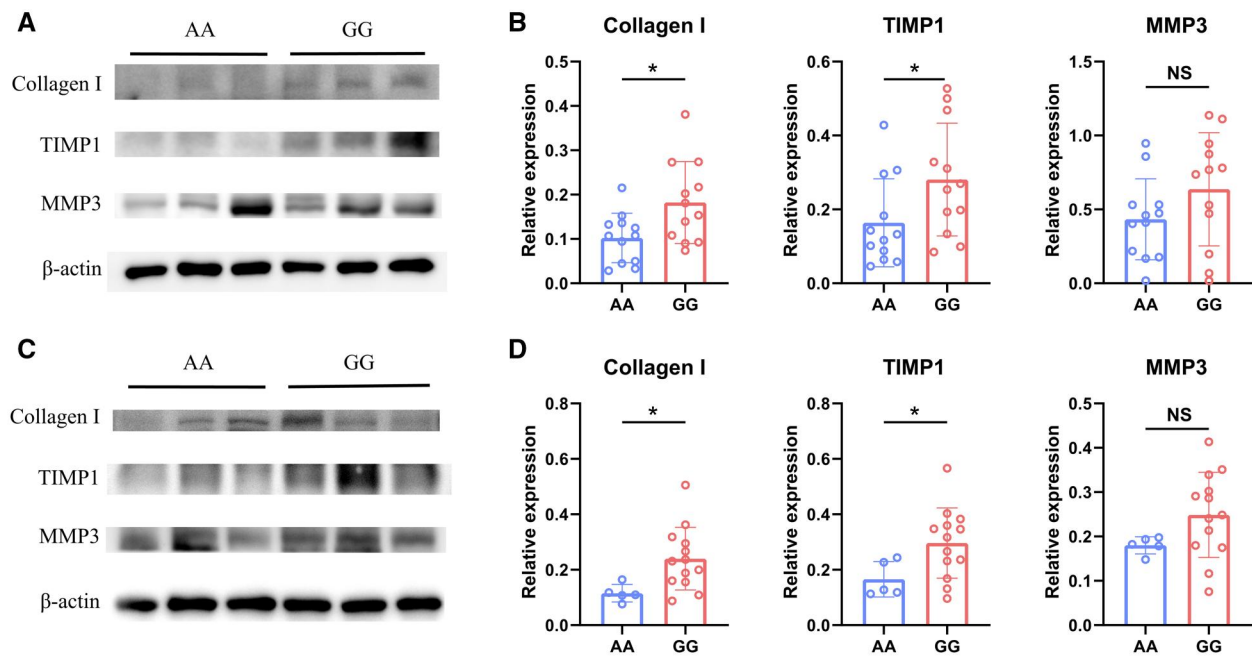 A
AA GG
Collagen I
TIMP1
MMP3
β-actin
B
Collagen I
Relative expression
0.5
0.4
0.3
0.2
0.1
0.0
*
AA GG
TIMP1
Relative expression
0.6
0.4
0.2
0.0
*
AA GG
MMP3
Relative expression
1.5
1.0
0.5
0.0
NS
AA GG
C
AA GG
Collagen I
TIMP1
MMP3
β-actin
D
Collagen I
Relative expression
0.8
0.6
0.4
0.2
0.0
*
AA GG
TIMP1
Relative expression
0.8
0.6
0.4
0.2
0.0
*
AA GG
MMP3
Relative expression
0.5
0.4
0.3
0.2
0.1
0.0
NS
AA GG